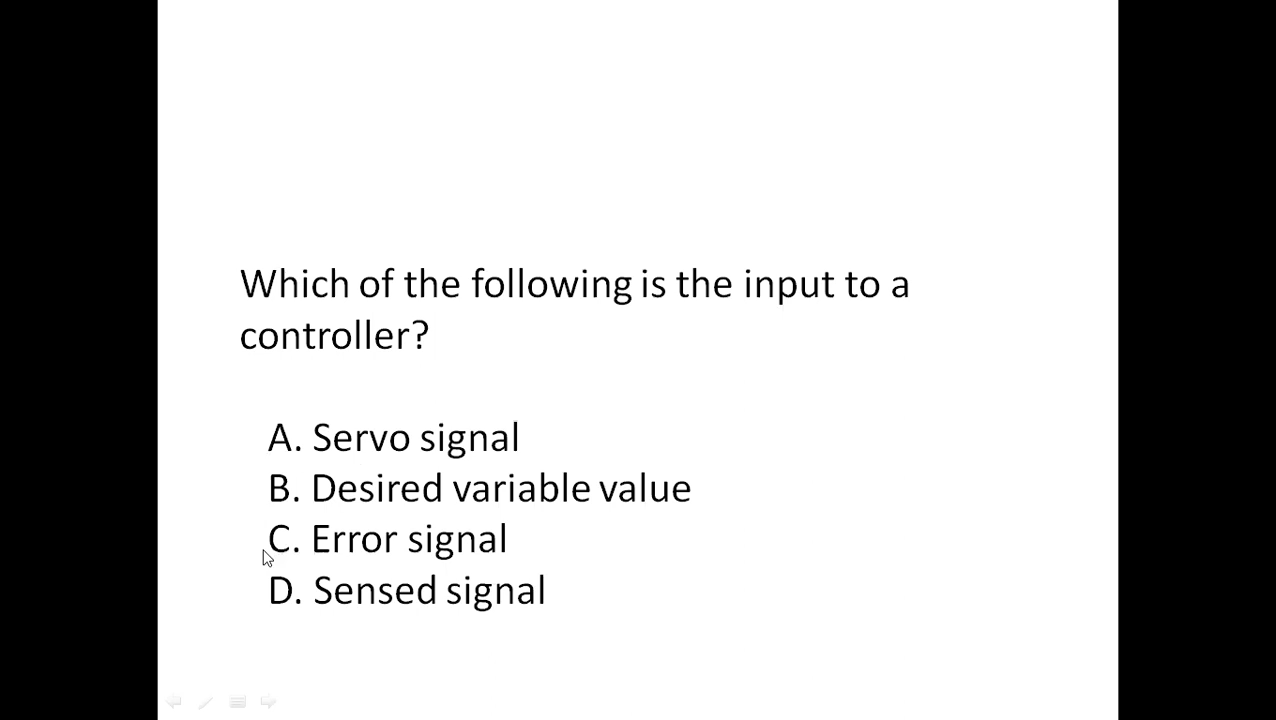 Which of the following is the input to a
controller?
A. Servo signal
B. Desired variable value
C. Error signal
D. Sensed signal